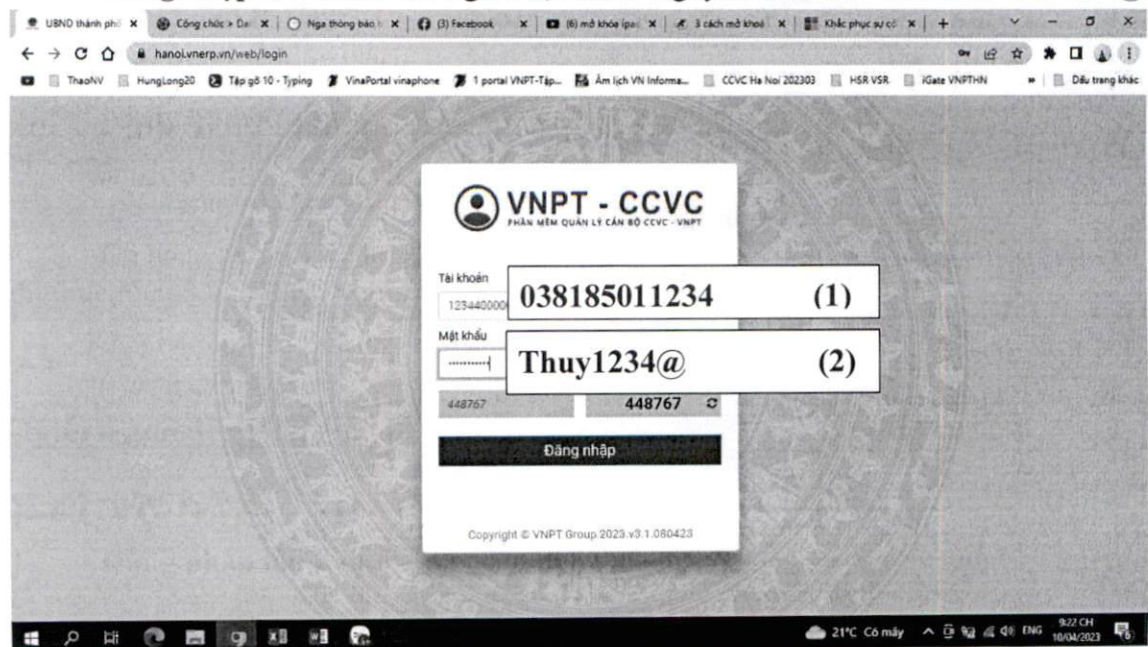 UBND thành phố
Công chức > Da
Nga thông báo
(3) Facebook
(6) mở khóa ipad
3 cách mở khoá
Khắc phục sự cố
hanoi.vnerp.vn/web/login
ThaoNV
HungLong20
Tập gõ 10 - Typing
VinaPortal vinaphone
1 portal VNPT-Tập...
Âm lịch VN Informa...
CCVC Ha Noi 202303
HSR VSR
iGate VNPTHN
»
Dấu trang khác
VNPT - CCVC
PHẦN MỀM QUẢN LÝ CÁN BỘ CCVC - VNPT
Tài khoản
123440000
038185011234 (1)
Mật khẩu
Thuy1234@ (2)
448767
448767
Đăng nhập
Copyright © VNPT Group 2023.v3.1.080423
21°C Có mây
ENG
9:22 CH
10/04/2023